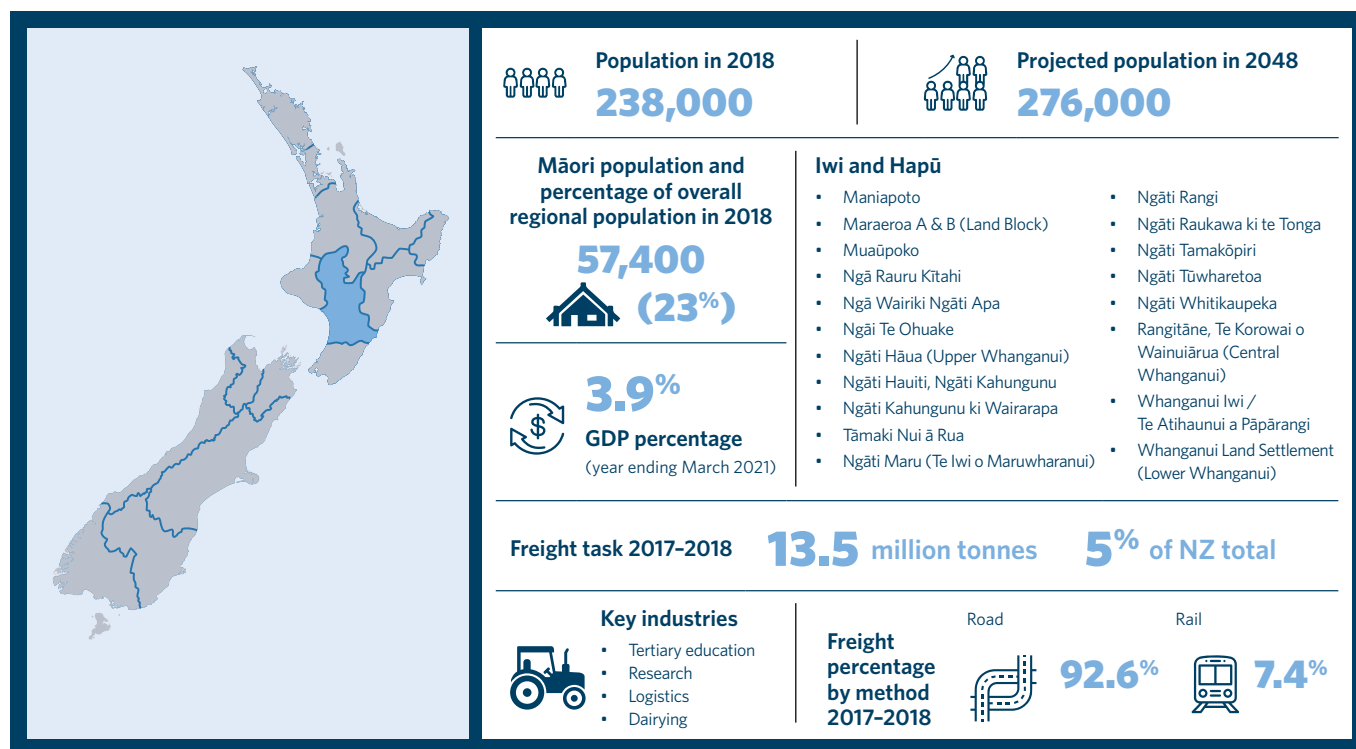 Population in 2018
238,000
Projected population in 2048
276,000
Māori population and
percentage of overall
regional population in 2018
57,400
(23%)
3.9%
GDP percentage
(year ending March 2021)
Iwi and Hapū
• Maniapoto
• Maraeroa A & B (Land Block)
• Muaūpoko
• Ngā Rauru Kītahi
• Ngā Wairiki Ngāti Apa
• Ngāi Te Ohuake
• Ngāti Hāua (Upper Whanganui)
• Ngāti Hauiti, Ngāti Kahungunu
• Ngāti Kahungunu ki Wairarapa
• Tāmaki Nui ā Rua
• Ngāti Maru (Te Iwi o Maruwharanui)
• Ngāti Rangi
• Ngāti Raukawa ki te Tonga
• Ngāti Tamakōpiri
• Ngāti Tūwharetoa
• Ngāti Whitikaupeka
• Rangitāne, Te Korowai o
Wainuiārua (Central
Whanganui)
• Whanganui Iwi /
Te Atihaunui a Pāpārangi
• Whanganui Land Settlement
(Lower Whanganui)
Freight task 2017–2018
13.5 million tonnes
5% of NZ total
Key industries
• Tertiary education
• Research
• Logistics
• Dairying
Freight
percentage
by method
2017–2018
Road
92.6%
Rail
7.4%
$